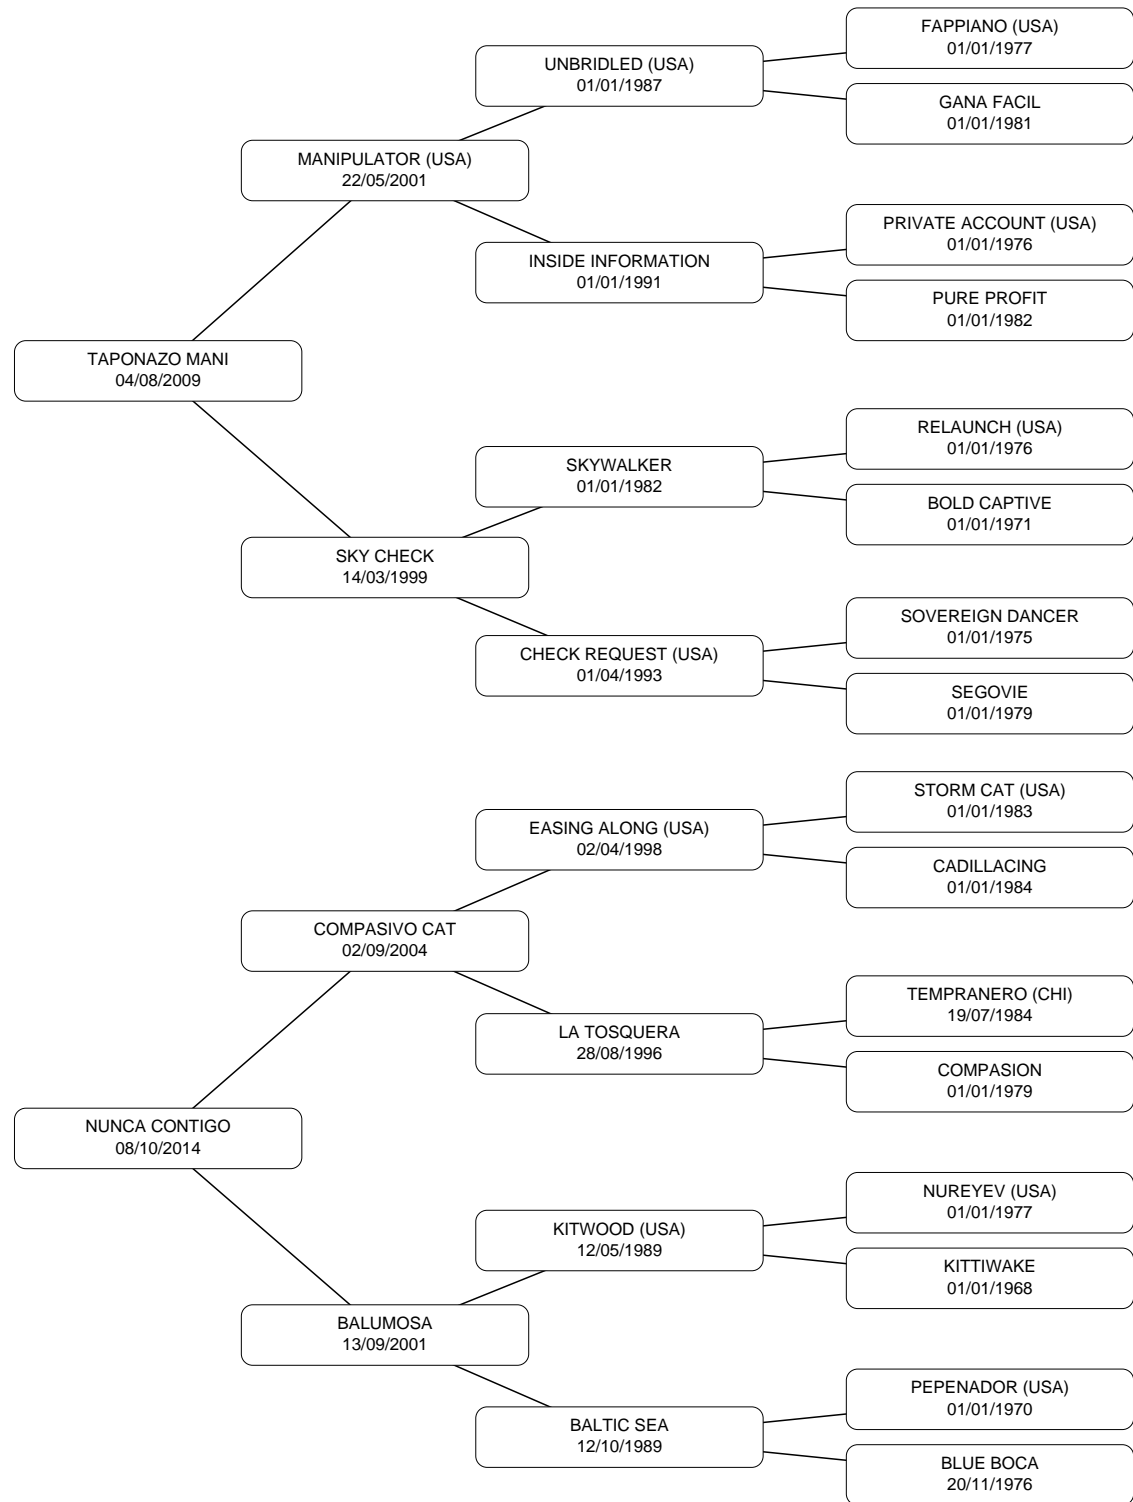 FAPPIANO (USA)
01/01/1977
UNBRIDLED (USA)
01/01/1987
GANA FACIL
01/01/1981
MANIPULATOR (USA)
22/05/2001
PRIVATE ACCOUNT (USA)
01/01/1976
INSIDE INFORMATION
01/01/1991
PURE PROFIT
01/01/1982
TAPONAZO MANI
04/08/2009
RELAUNCH (USA)
01/01/1976
SKYWALKER
01/01/1982
BOLD CAPTIVE
01/01/1971
SKY CHECK
14/03/1999
SOVEREIGN DANCER
01/01/1975
CHECK REQUEST (USA)
01/04/1993
SEGOVIE
01/01/1979
STORM CAT (USA)
01/01/1983
EASING ALONG (USA)
02/04/1998
CADILLACING
01/01/1984
COMPASIVO CAT
02/09/2004
TEMPRANERO (CHI)
19/07/1984
LA TOSQUERA
28/08/1996
COMPASION
01/01/1979
NUNCA CONTIGO
08/10/2014
NUREYEV (USA)
01/01/1977
KITWOOD (USA)
12/05/1989
KITTIWAKE
01/01/1968
BALUMOSA
13/09/2001
PEPENADOR (USA)
01/01/1970
BALTIC SEA
12/10/1989
BLUE BOCA
20/11/1976